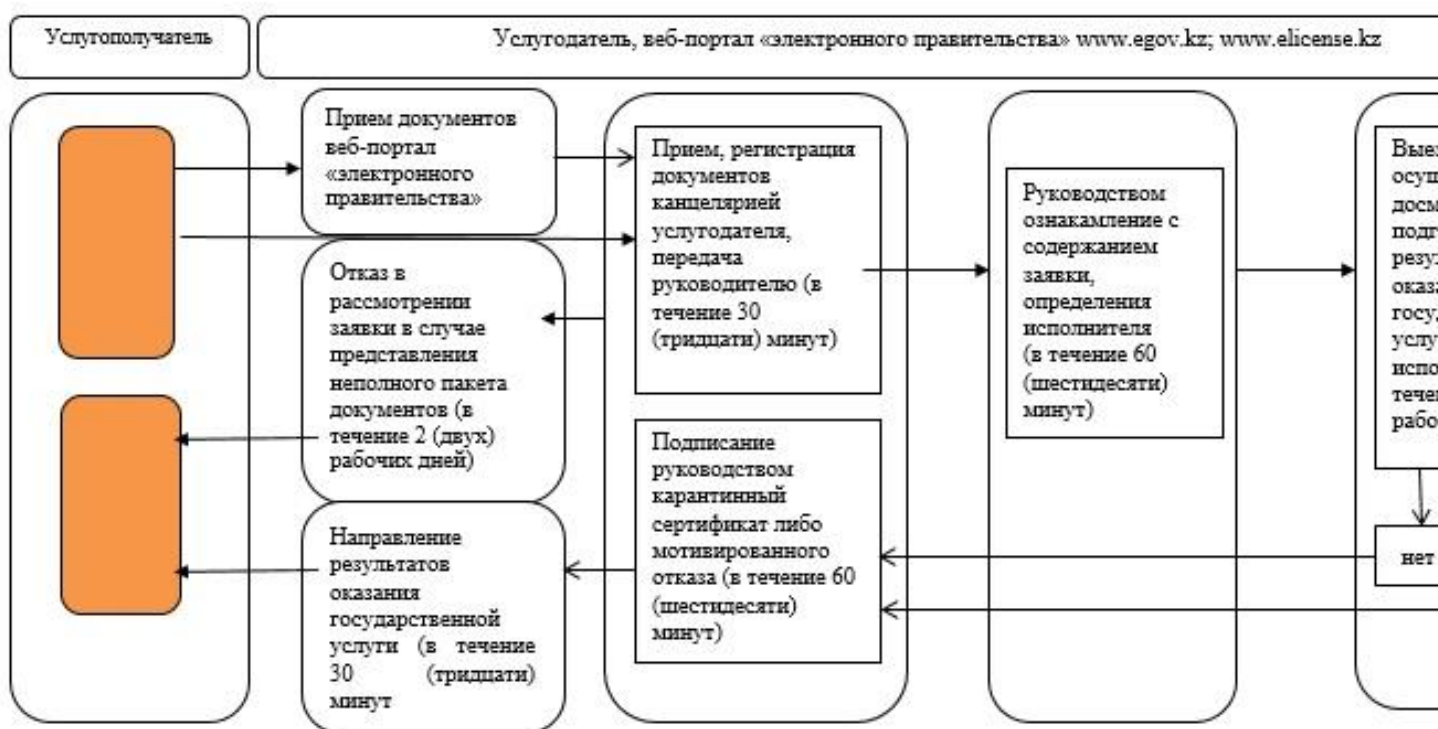 Услугополучатель
Услугодатель, веб-портал «электронного правительства» www.egov.kz; www.elicense.kz
Прием документов
веб-портал
«электронного
правительства»
Прием, регистрация
документов
канцелярией
услугодателя,
передача
руководителю (в
течение 30
(тридцати) минут)
Руководством
ознакамление с
содержанием
заявки,
определения
исполнителя
(в течение 60
(шестидесяти)
минут)
Отказ в
рассмотрении
заявки в случае
представления
неполного пакета
документов (в
течение 2 (двух)
рабочих дней)
Подписание
руководством
карантинный
сертификат либо
мотивированного
отказа (в течение 60
(шестидесяти)
минут)
нет
Направление
результатов
оказания
государственной
услуги (в течение
30 (тридцати)
минут